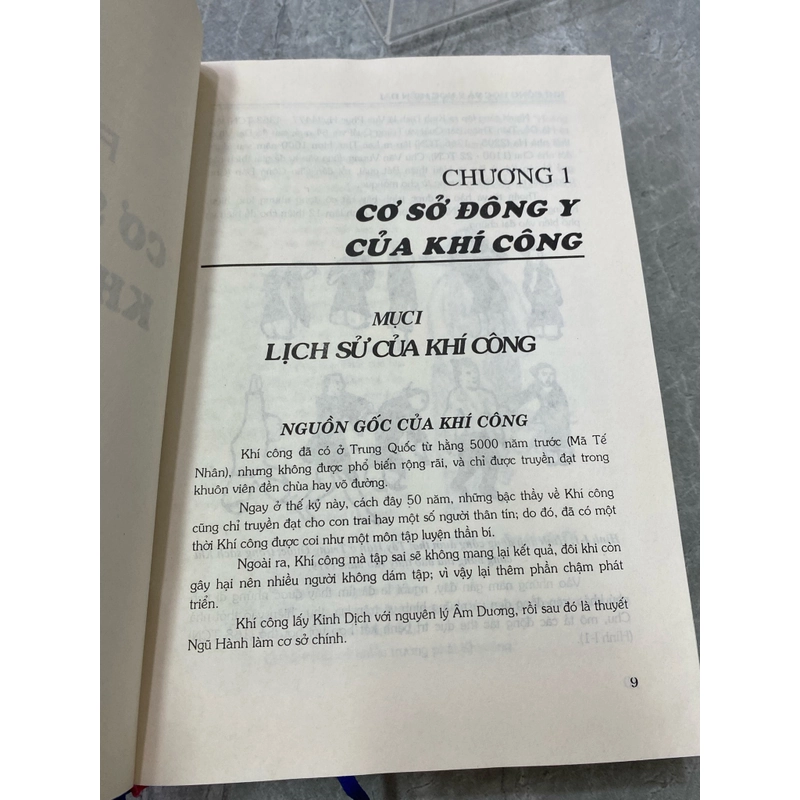 CHƯƠNG 1
CƠ SỞ ĐÔNG Y
CỦA KHÍ CÔNG
MỤC I
LỊCH SỬ CỦA KHÍ CÔNG
NGUỒN GỐC CỦA KHÍ CÔNG
Khí công đã có ở Trung Quốc từ hằng 5000 năm trước (Mã Tế
Nhân), nhưng không được phổ biến rộng rãi, và chỉ được truyền đạt trong
khuôn viên đền chùa hay võ đường.
Ngay ở thế kỷ này, cách đây 50 năm, những bậc thầy về Khí công
cũng chỉ truyền đạt cho con trai hay một số người thân tín; do đó, đã có một
thời Khí công được coi như một môn tập luyện thần bí.
Ngoài ra, Khí công mà tập sai sẽ không mang lại kết quả, đôi khi còn
gây hại nên nhiều người không dám tập; vì vậy lại thêm phần chậm phát
triển.
Khí công lấy Kinh Dịch với nguyên lý Âm Dương, rồi sau đó là thuyết
Ngũ Hành làm cơ sở chính.
9